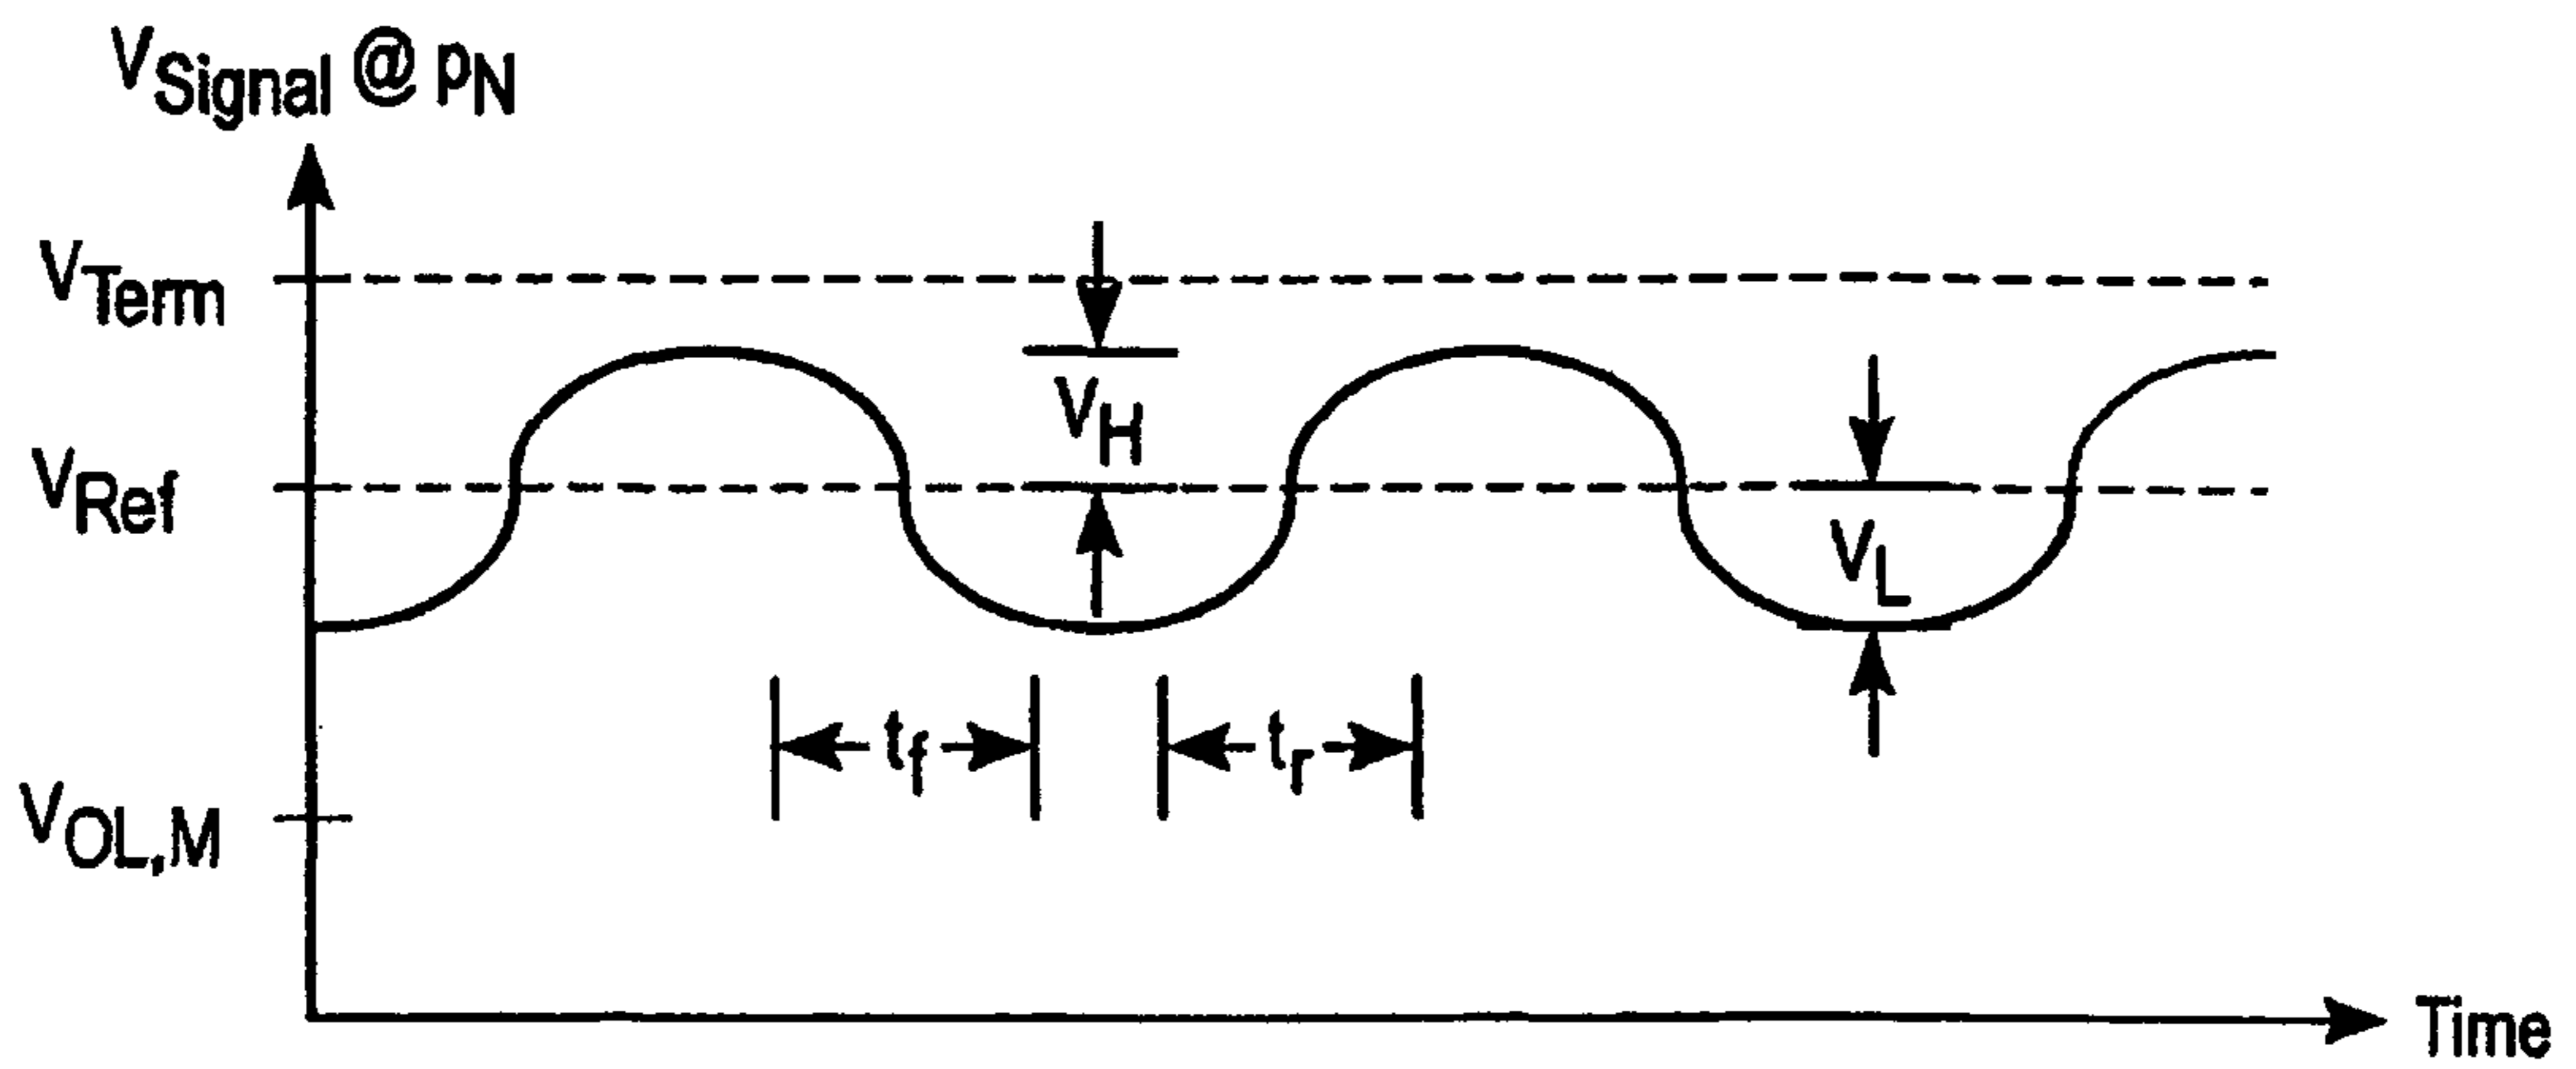 VSignal @ pN
VTerm
VH
VRef
VL
tf
tr
VOL,M
Time